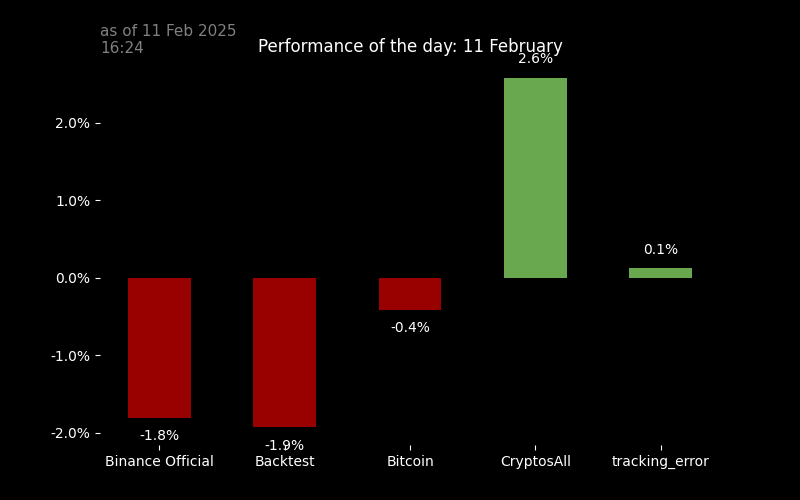 as of 11 Feb 2025
16:24
Performance of the day: 11 February
2.6%
2.0%
1.0%
0.1%
0.0%
-0.4%
-1.0%
-2.0%
-1.8%
-1.9%
Binance Official
Backtest
Bitcoin
CryptosAll
tracking_error